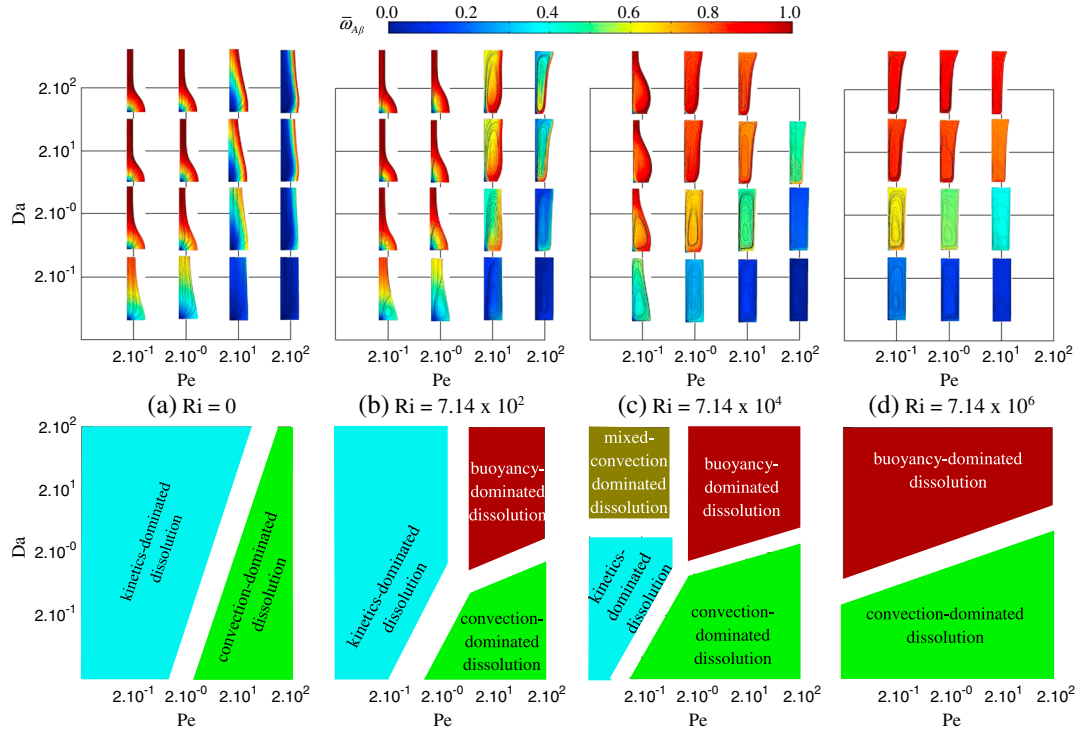 ω̅Aβ 0.0 0.2 0.4 0.6 0.8 1.0
Da
2.10²
2.10¹
2.10⁻⁰
2.10⁻¹
2.10⁻¹ 2.10⁻⁰ 2.10¹ 2.10²
Pe
(a) Ri = 0
2.10⁻¹ 2.10⁻⁰ 2.10¹ 2.10²
Pe
(b) Ri = 7.14 x 10²
2.10⁻¹ 2.10⁻⁰ 2.10¹ 2.10²
Pe
(c) Ri = 7.14 x 10⁴
2.10⁻¹ 2.10⁻⁰ 2.10¹ 2.10²
Pe
(d) Ri = 7.14 x 10⁶
Da
2.10²
2.10¹
2.10⁻⁰
2.10⁻¹
kinetics-dominated
dissolution
convection-dominated
dissolution
2.10⁻¹ 2.10⁻⁰ 2.10¹ 2.10²
Pe
kinetics-dominated
dissolution
buoyancy-
dominated
dissolution
convection-
dominated
dissolution
2.10⁻¹ 2.10⁻⁰ 2.10¹ 2.10²
Pe
mixed-
convection
dominated
dissolution
kinetics-
dominated
dissolution
buoyancy-
dominated
dissolution
convection-
dominated
dissolution
2.10⁻¹ 2.10⁻⁰ 2.10¹ 2.10²
Pe
buoyancy-dominated
dissolution
convection-dominated
dissolution
2.10⁻¹ 2.10⁻⁰ 2.10¹ 2.10²
Pe